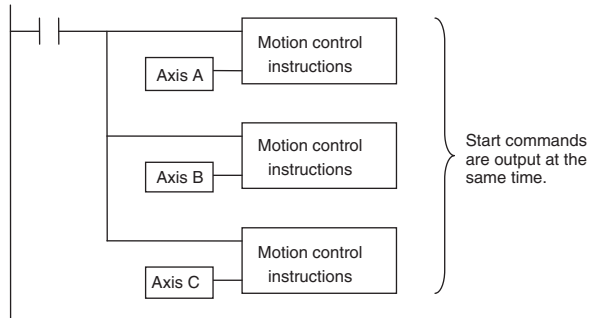 Motion control
instructions
Axis A
Motion control
instructions
Axis B
Motion control
instructions
Axis C
Start commands
are output at the
same time.